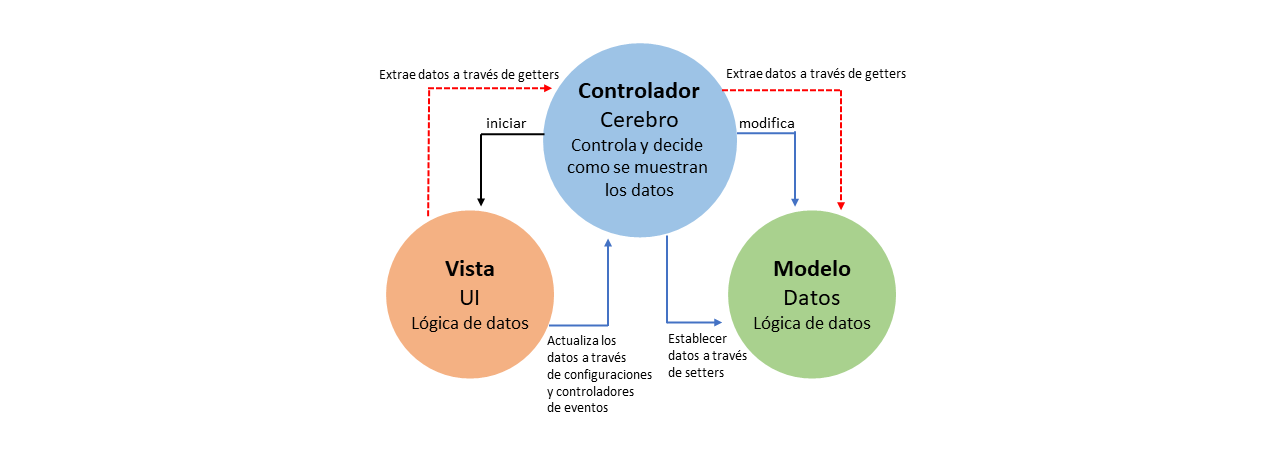 Extrae datos a través de getters
Extrae datos a través de getters
Controlador
Cerebro
Controla y decide
como se muestran
los datos
iniciar
modifica
Vista
UI
Lógica de datos
Modelo
Datos
Lógica de datos
Actualiza los
datos a través
de configuraciones
y controladores
de eventos
Establecer
datos a través
de setters